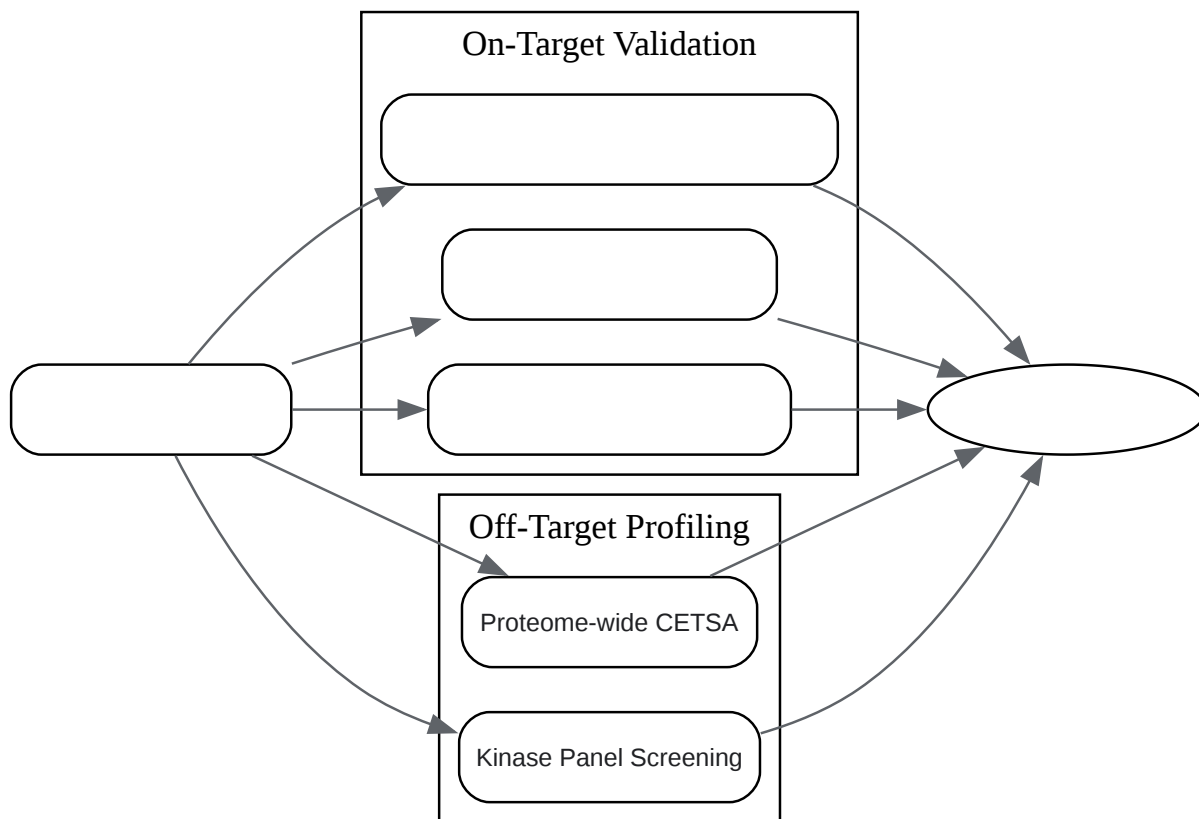 On-Target Validation
Off-Target Profiling
Proteome-wide CETSA
Kinase Panel Screening